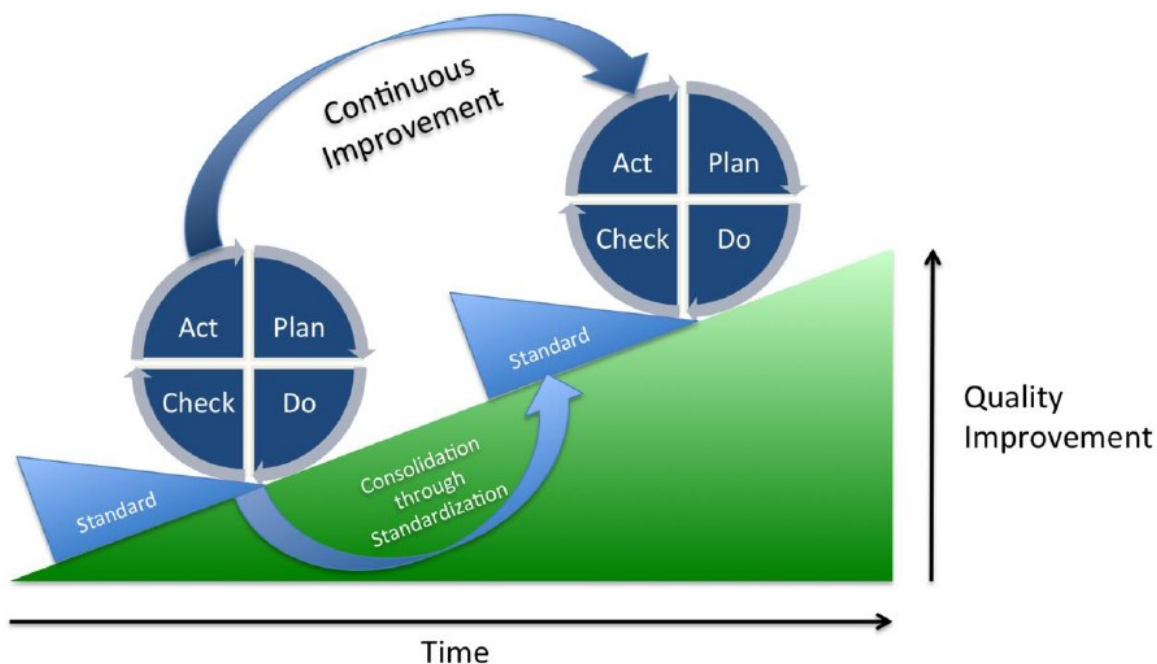 Continuous
Improvement
Act
Plan
Check
Do
Act
Plan
Check
Do
Standard
Standard
Consolidation
through
Standardization
Quality
Improvement
Time